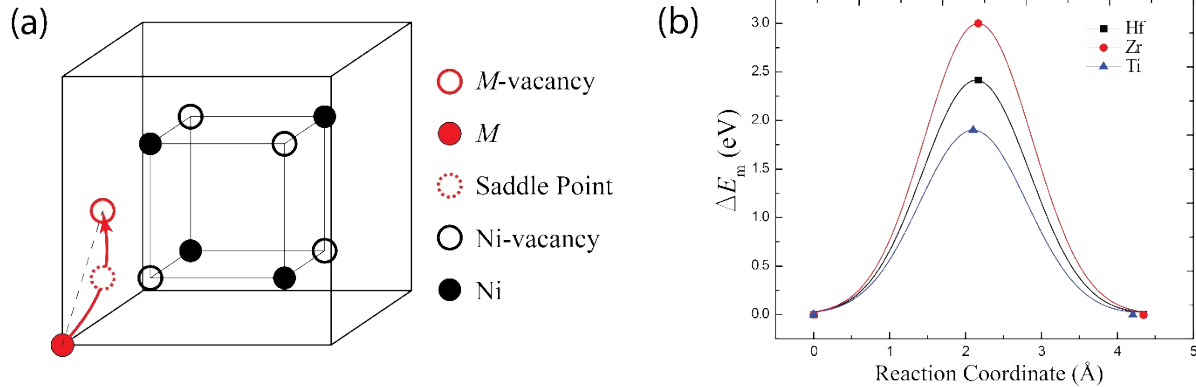 (a)
M-vacancy
M
Saddle Point
Ni-vacancy
Ni
(b)
ΔEm (eV)
3.0
2.5
2.0
1.5
1.0
0.5
0.0
Hf
Zr
Ti
0 1 2 3 4 5
Reaction Coordinate (Å)